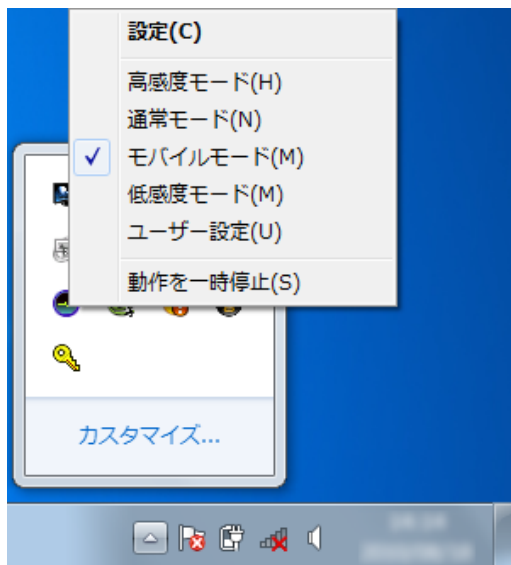 設定(C)
高感度モード(H)
通常モード(N)
モバイルモード(M)
低感度モード(M)
ユーザー設定(U)
動作を一時停止(S)
カスタマイズ...